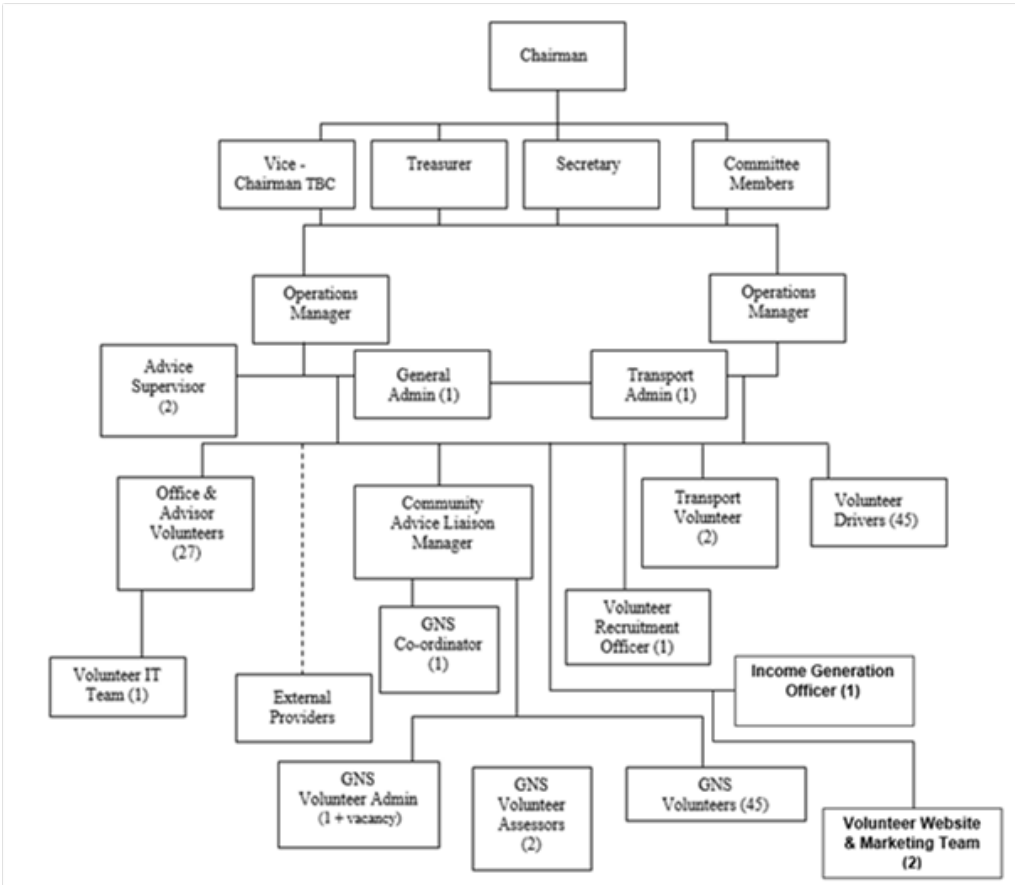 Chairman
Vice -
Chairman TBC
Treasurer
Secretary
Committee
Members
Operations
Manager
Operations
Manager
Advice
Supervisor
(2)
General
Admin (1)
Transport
Admin (1)
Office &
Advisor
Volunteers
(27)
Community
Advice Liaison
Manager
Transport
Volunteer
(2)
Volunteer
Drivers (45)
GNS
Co-ordinator
(1)
Volunteer
Recruitment
Officer (1)
Volunteer IT
Team (1)
External
Providers
Income Generation
Officer (1)
GNS
Volunteer Admin
(1 + vacancy)
GNS
Volunteer
Assessors
(2)
GNS
Volunteers (45)
Volunteer Website
& Marketing Team
(2)